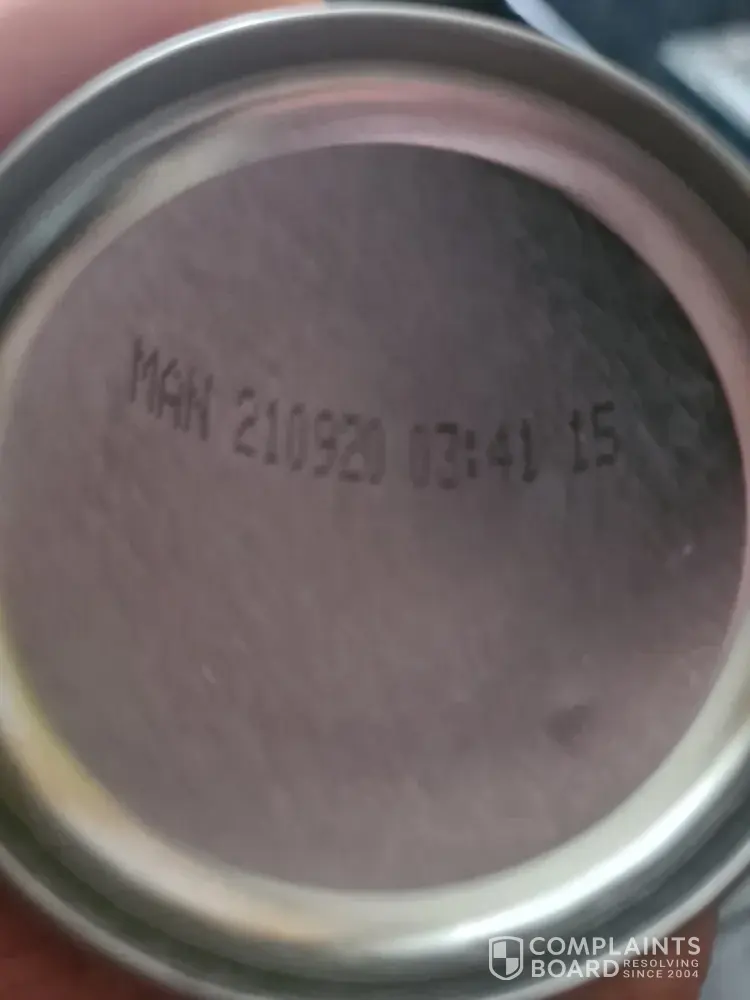 MAN 210920 03:41 15
COMPLAINTS
BOARD RESOLVING
SINCE 2004